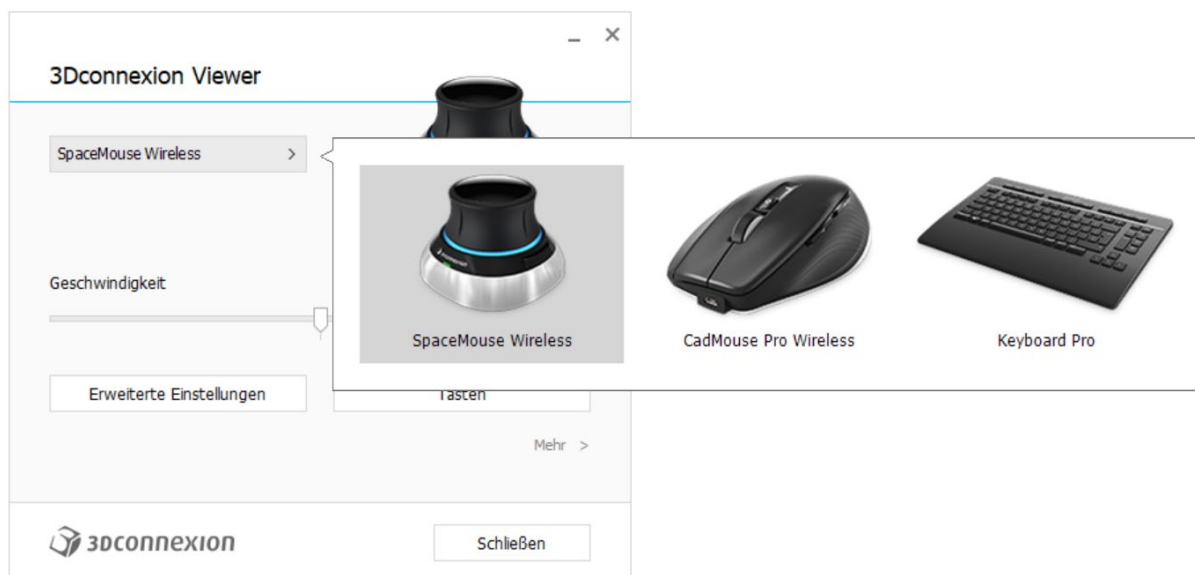 3Dconnexion Viewer
SpaceMouse Wireless >
Geschwindigkeit
SpaceMouse Wireless
CadMouse Pro Wireless
Keyboard Pro
Erweiterte Einstellungen
Tasten
Mehr >
3Dconnexion
Schließen